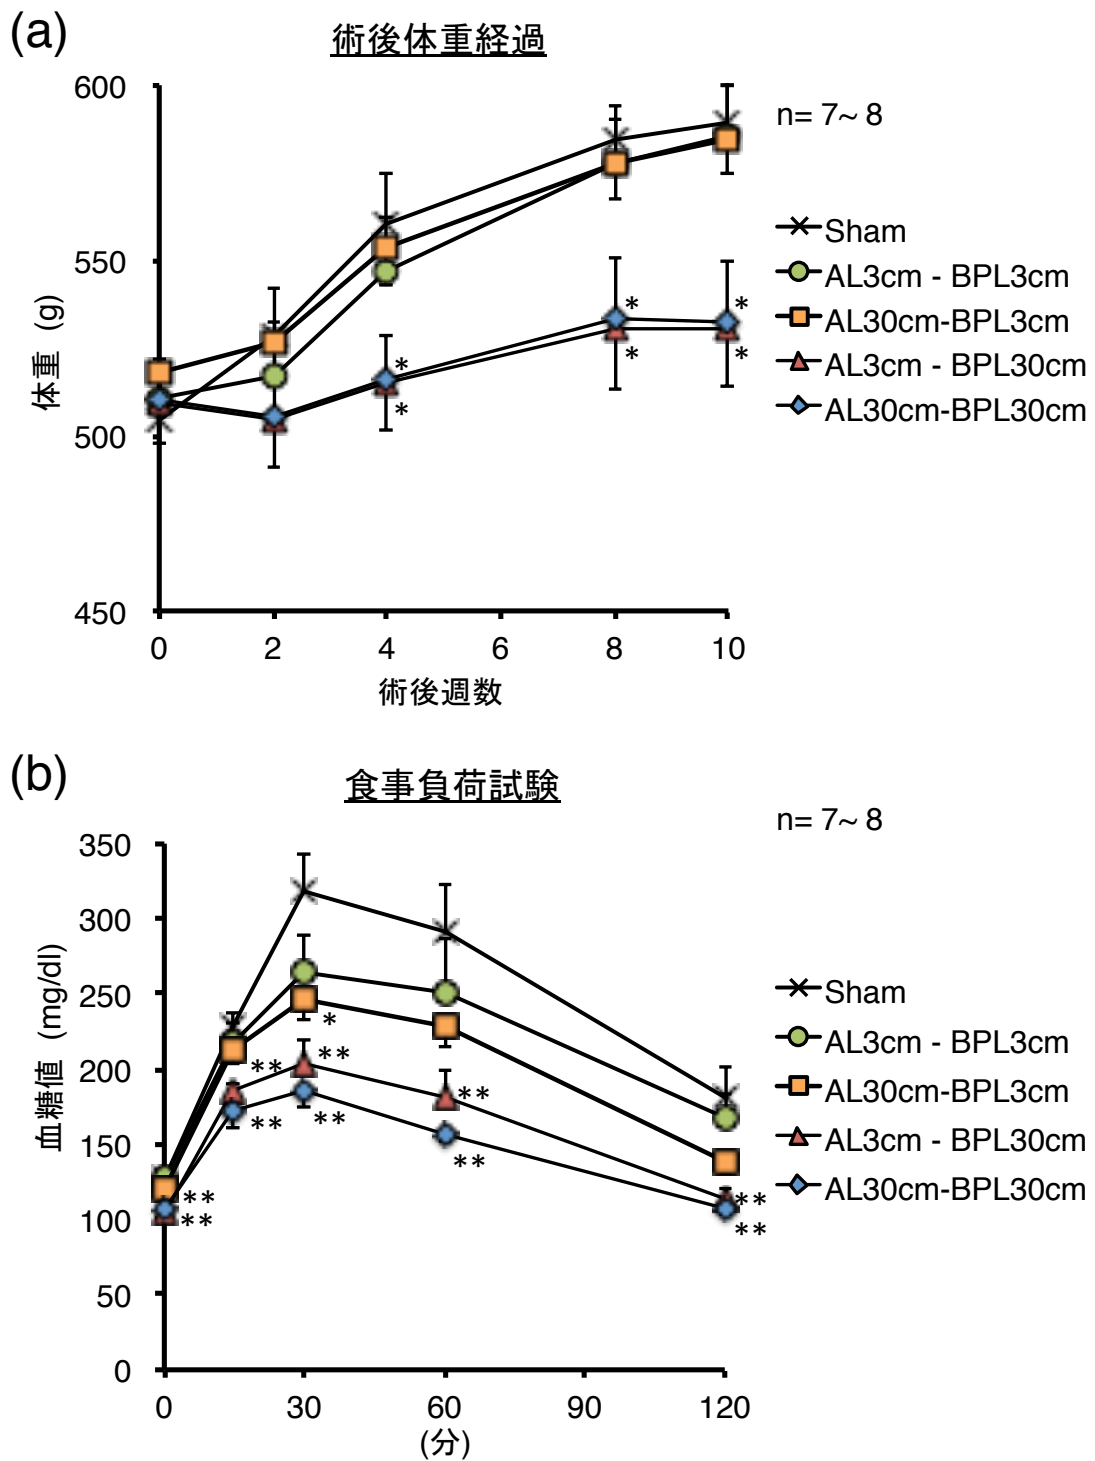 (a)
術後体重経過
n= 7~ 8
600
550
500
450
体重 (g)
0 2 4 6 8 10
術後週数
Sham
AL3cm - BPL3cm
AL30cm-BPL3cm
AL3cm - BPL30cm
AL30cm-BPL30cm
*
*
*
*
*
*
(b)
食事負荷試験
n= 7~ 8
350
300
250
200
150
100
50
0
血糖値 (mg/dl)
0 30 60 90 120
(分)
Sham
AL3cm - BPL3cm
AL30cm-BPL3cm
AL3cm - BPL30cm
AL30cm-BPL30cm
*
**
**
**
**
**
**
**
**
**
**